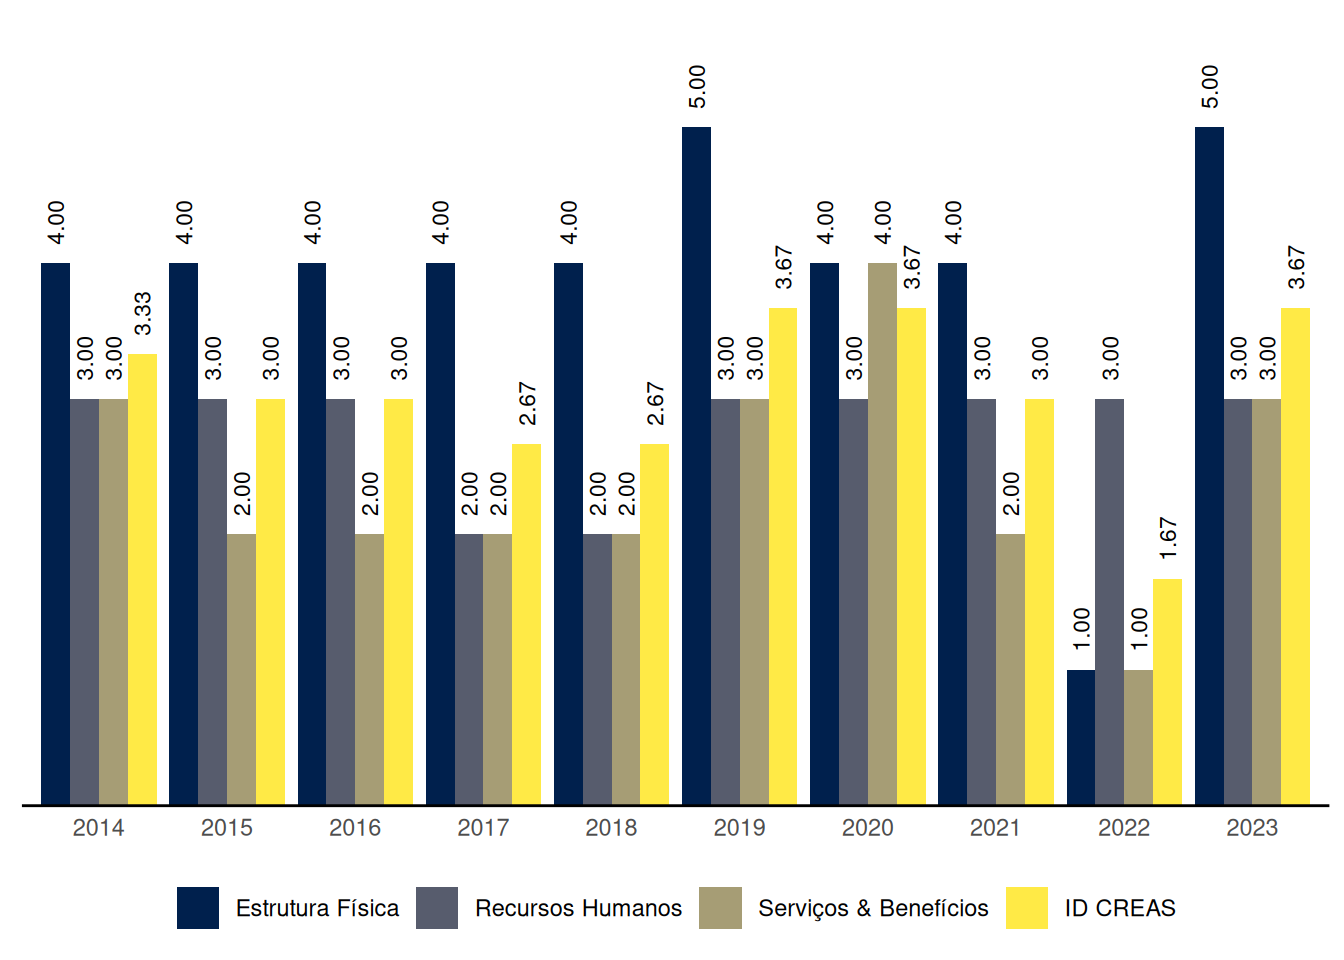 5.00 5.00
4.00 4.00 4.00 4.00 4.00 4.00 4.00 4.00
3.67 3.67 3.67
3.33
3.00 3.00 3.00 3.00 3.00 3.00 3.00 3.00 3.00 3.00 3.00 3.00 3.00 3.00
2.67 2.67
2.00 2.00 2.00 2.00 2.00 2.00 2.00
1.67
1.00 1.00
2014 2015 2016 2017 2018 2019 2020 2021 2022 2023
Estrutura Física Recursos Humanos Serviços & Benefícios ID CREAS